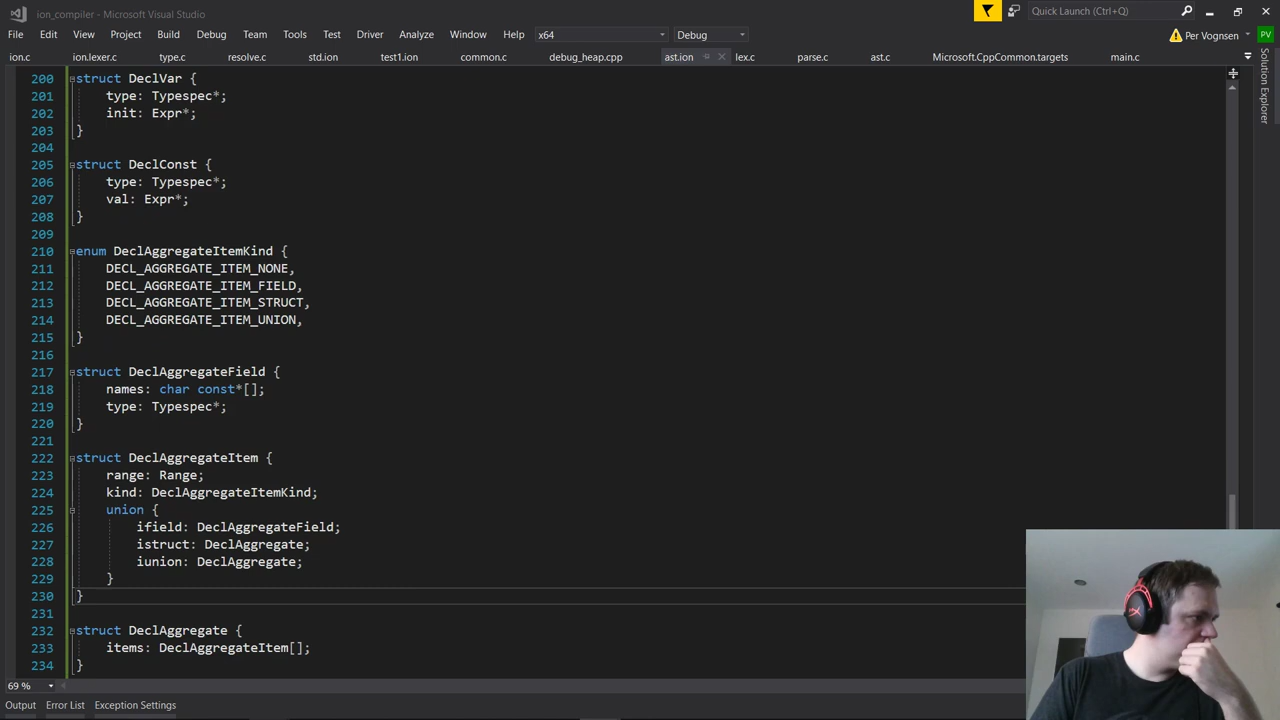 ion_compiler - Microsoft Visual Studio
Quick Launch (Ctrl+Q)
File Edit View Project Build Debug Team Tools Test Driver Analyze Window Help x64 Debug Per Vognsen PV
ion.c ion.lexer.c type.c resolve.c std.ion test1.ion common.c debug_heap.cpp ast.ion lex.c parse.c ast.c Microsoft.CppCommon.targets main.c
Solution Explorer
200 struct DeclVar {
201 type: Typespec*;
202 init: Expr*;
203 }
204
205 struct DeclConst {
206 type: Typespec*;
207 val: Expr*;
208 }
209
210 enum DeclAggregateItemKind {
211 DECL_AGGREGATE_ITEM_NONE,
212 DECL_AGGREGATE_ITEM_FIELD,
213 DECL_AGGREGATE_ITEM_STRUCT,
214 DECL_AGGREGATE_ITEM_UNION,
215 }
216
217 struct DeclAggregateField {
218 names: char const*[];
219 type: Typespec*;
220 }
221
222 struct DeclAggregateItem {
223 range: Range;
224 kind: DeclAggregateItemKind;
225 union {
226 ifield: DeclAggregateField;
227 istruct: DeclAggregate;
228 iunion: DeclAggregate;
229 }
230 }
231
232 struct DeclAggregate {
233 items: DeclAggregateItem[];
234 }
69 %
Output Error List Exception Settings